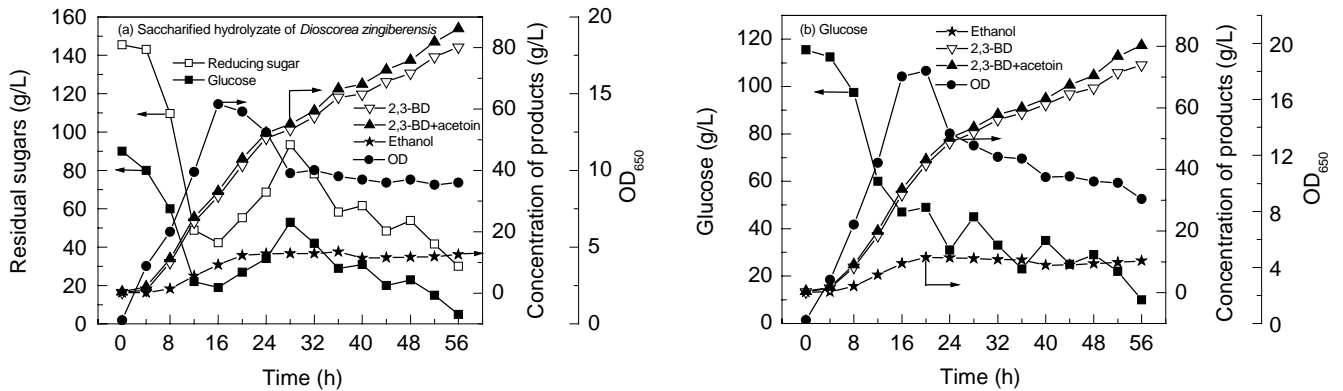 (a) Saccharified hydrolyzate of Dioscorea zingiberensis
Residual sugars (g/L)
160
140
120
100
80
60
40
20
0
Reducing sugar
Glucose
2,3-BD
2,3-BD+acetoin
Ethanol
OD
0 8 16 24 32 40 48 56
Time (h)
80
60
40
20
0
Concentration of products (g/L)
20
15
10
5
0
OD650
(b) Glucose
Glucose (g/L)
120
100
80
60
40
20
0
Ethanol
2,3-BD
2,3-BD+acetoin
OD
0 8 16 24 32 40 48 56
Time (h)
80
60
40
20
0
Concentration of products (g/L)
20
16
12
8
4
0
OD650